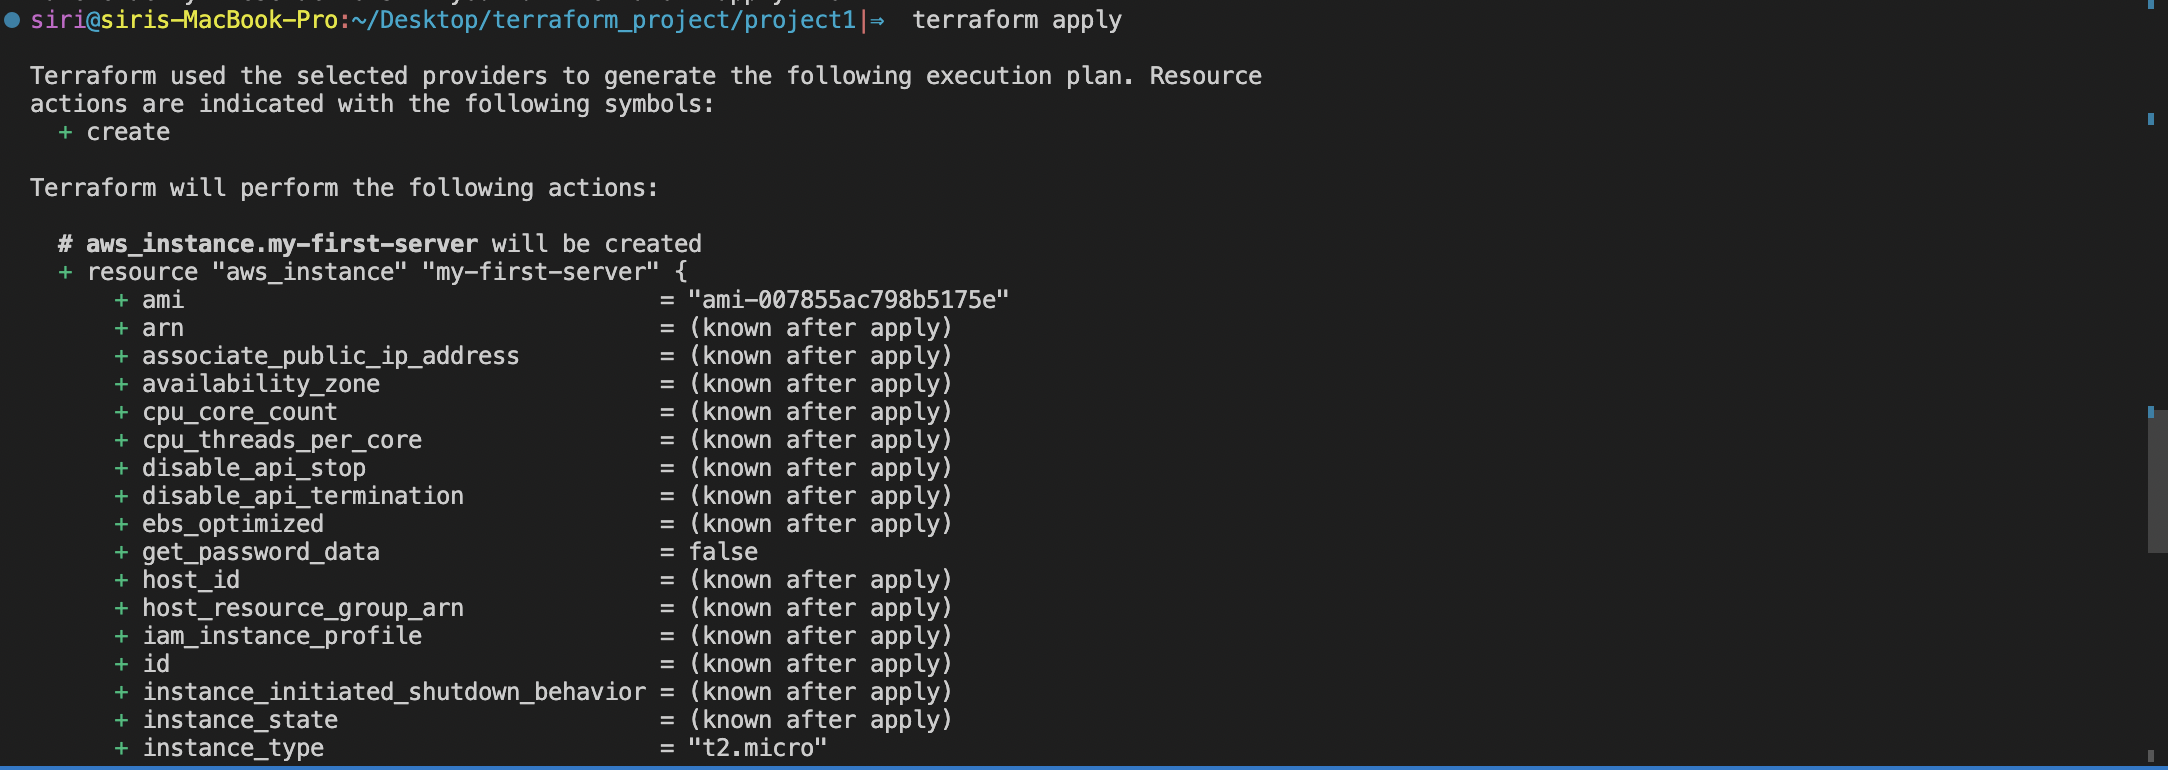 siri@siris-MacBook-Pro:~/Desktop/terraform_project/project1|⇒  terraform apply
Terraform used the selected providers to generate the following execution plan. Resource
actions are indicated with the following symbols:
  + create
Terraform will perform the following actions:
  # aws_instance.my-first-server will be created
  + resource "aws_instance" "my-first-server" {
      + ami                                  = "ami-007855ac798b5175e"
      + arn                                  = (known after apply)
      + associate_public_ip_address          = (known after apply)
      + availability_zone                    = (known after apply)
      + cpu_core_count                       = (known after apply)
      + cpu_threads_per_core                 = (known after apply)
      + disable_api_stop                     = (known after apply)
      + disable_api_termination              = (known after apply)
      + ebs_optimized                        = (known after apply)
      + get_password_data                    = false
      + host_id                              = (known after apply)
      + host_resource_group_arn              = (known after apply)
      + iam_instance_profile                 = (known after apply)
      + id                                   = (known after apply)
      + instance_initiated_shutdown_behavior = (known after apply)
      + instance_state                       = (known after apply)
      + instance_type                        = "t2.micro"